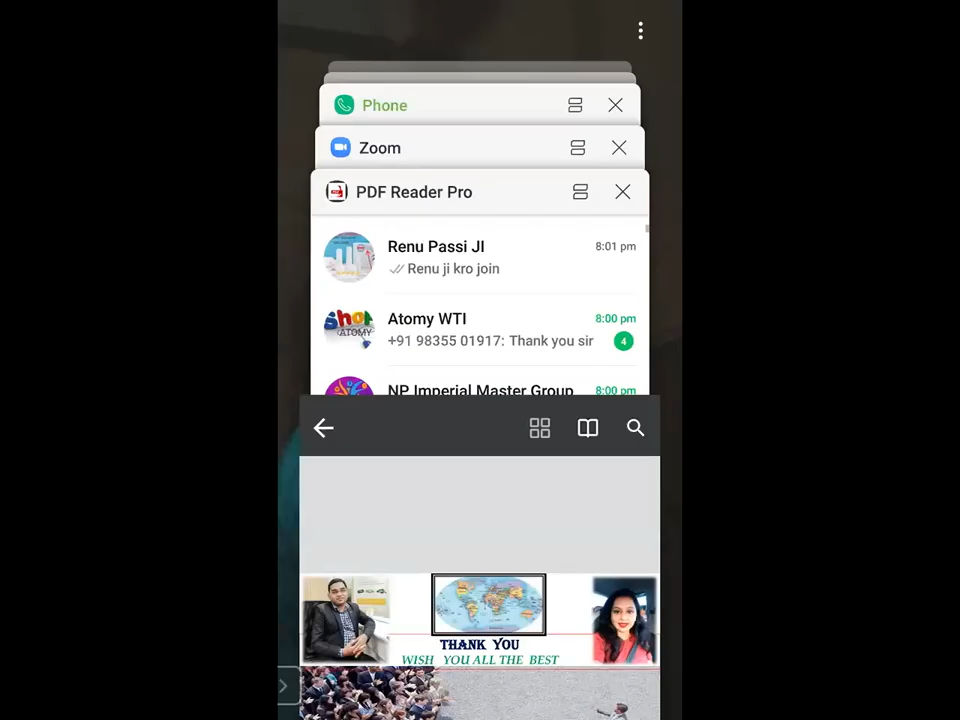 Phone
Zoom
PDF Reader Pro
Renu Passi JI
8:01 pm
Renu ji kro join
Atomy WTI
8:00 pm
+91 98355 01917: Thank you sir
4
NP Imperial Master Group
8:00 pm
THANK YOU
WISH YOU ALL THE BEST